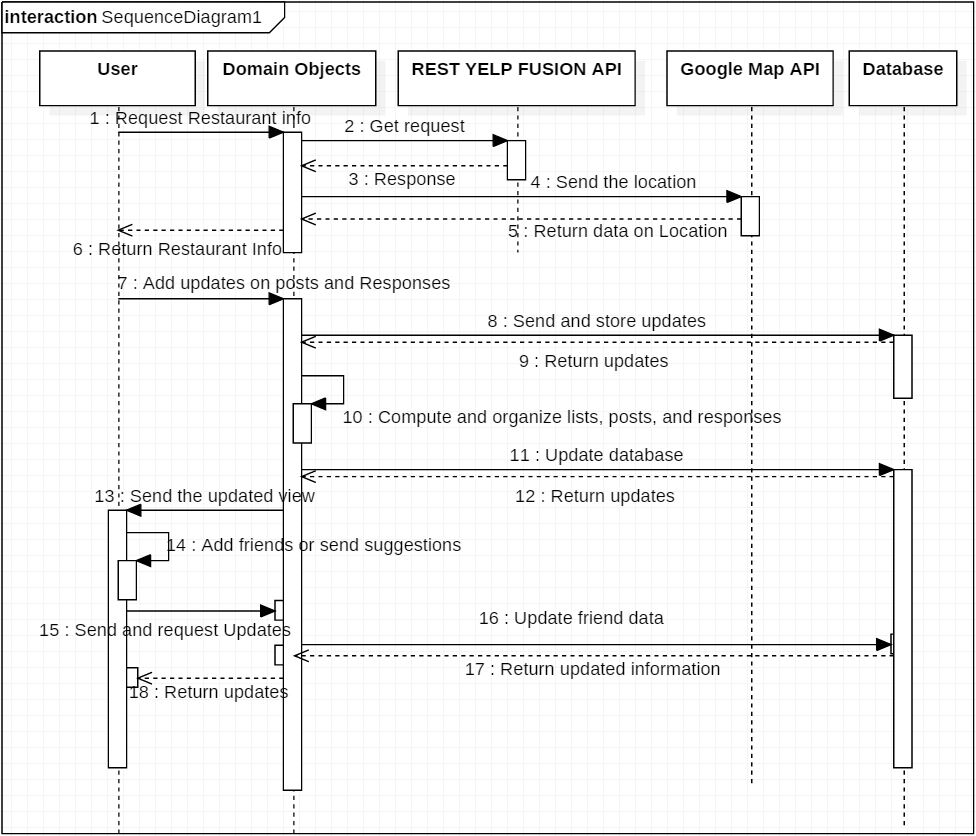 interaction SequenceDiagram1
User
Domain Objects
REST YELP FUSION API
Google Map API
Database
1 : Request Restaurant info
2 : Get request
3 : Response
4 : Send the location
5 : Return data on Location
6 : Return Restaurant Info
7 : Add updates on posts and Responses
8 : Send and store updates
9 : Return updates
10 : Compute and organize lists, posts, and responses
11 : Update database
12 : Return updates
13 : Send the updated view
14 : Add friends or send suggestions
15 : Send and request Updates
16 : Update friend data
17 : Return updated information
18 : Return updates